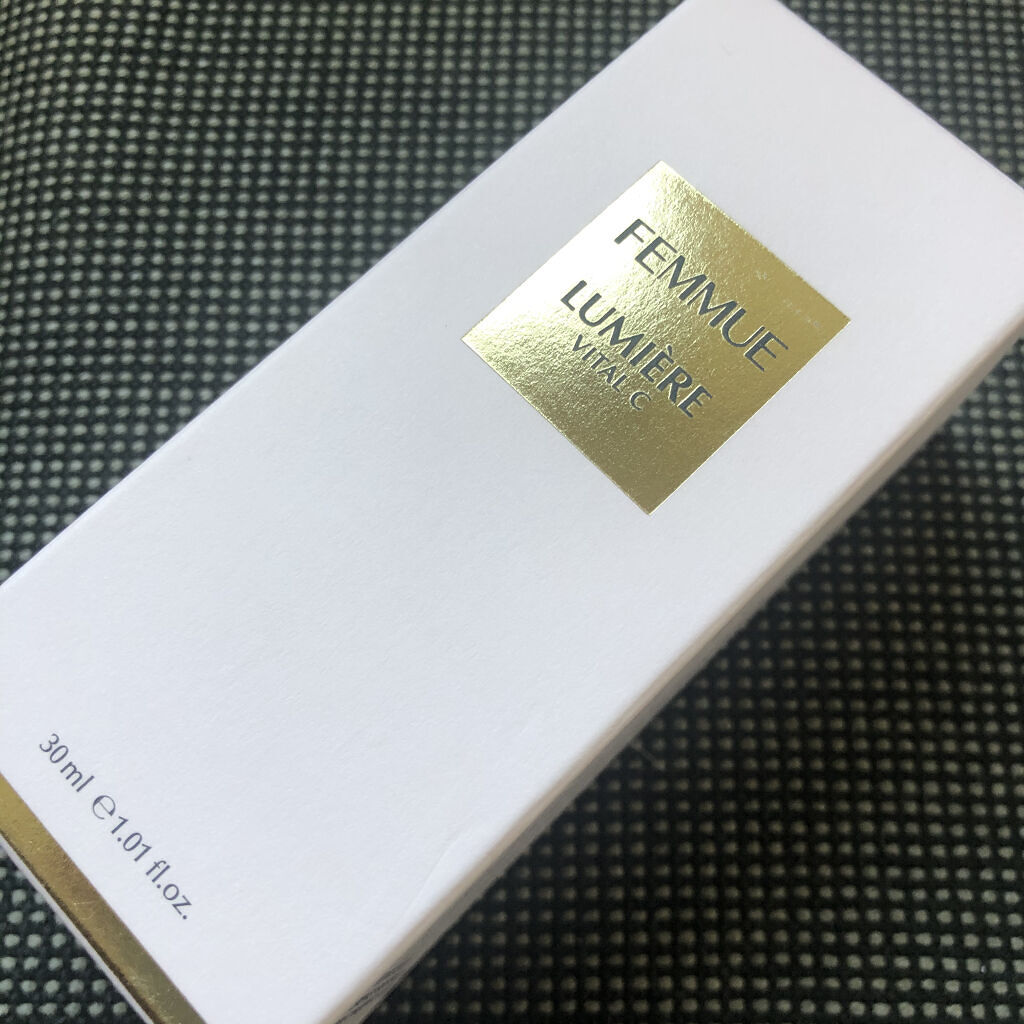 FEMMUE
LUMIÈRE
VITAL C
30ml ℮1.01 fl.oz.